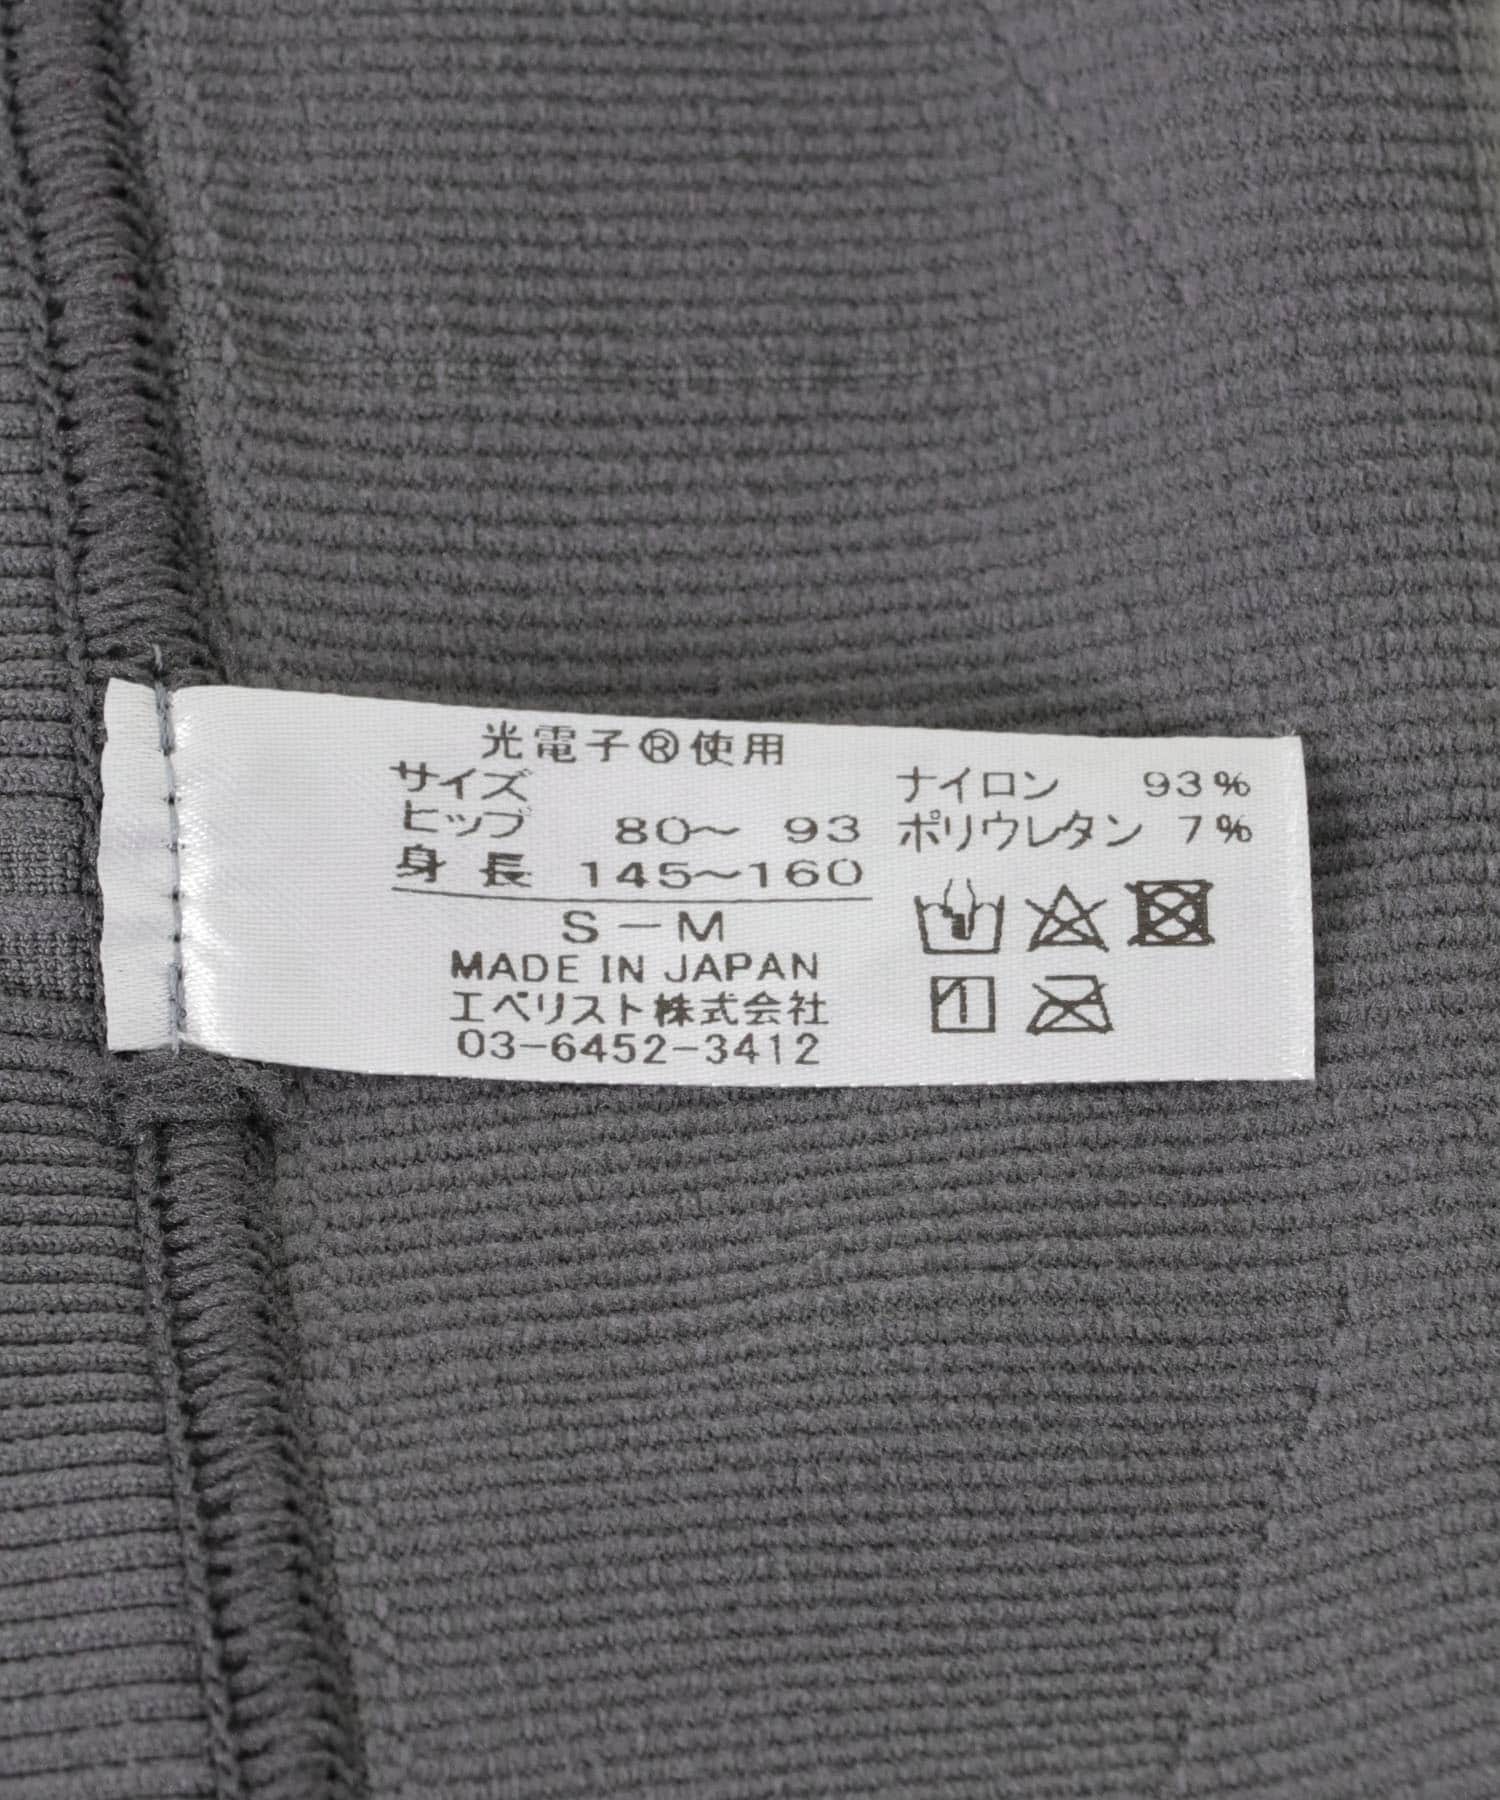 光電子®使用
サイズ
ヒップ 80～ 93
身 長 145～160
S－M
MADE IN JAPAN
エベリスト株式会社
03-6452-3412
ナイロン 93%
ポリウレタン 7%